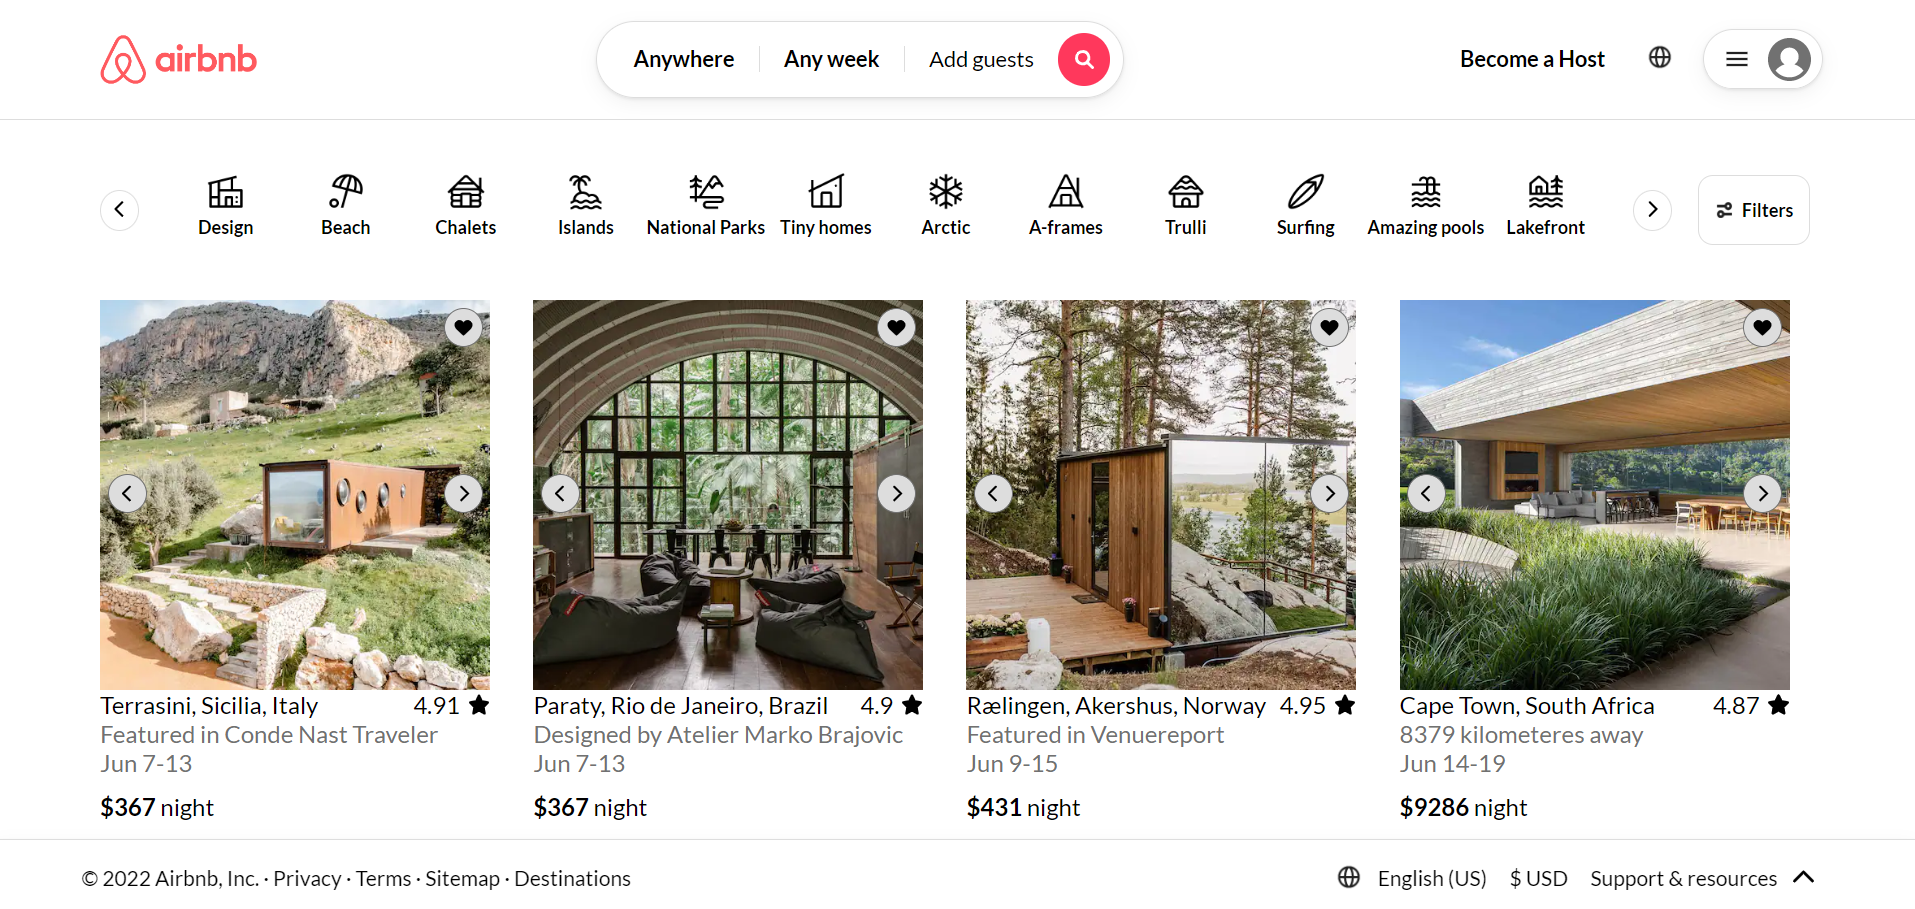 airbnb
Anywhere
Any week
Add guests
Become a Host
Design
Beach
Chalets
Islands
National Parks
Tiny homes
Arctic
A-frames
Trulli
Surfing
Amazing pools
Lakefront
Filters
Terrasini, Sicilia, Italy 4.91
Featured in Conde Nast Traveler
Jun 7-13
$367 night
Paraty, Rio de Janeiro, Brazil 4.9
Designed by Atelier Marko Brajovic
Jun 7-13
$367 night
Rælingen, Akershus, Norway 4.95
Featured in Venuereport
Jun 9-15
$431 night
Cape Town, South Africa 4.87
8379 kilometeres away
Jun 14-19
$9286 night
© 2022 Airbnb, Inc. · Privacy · Terms · Sitemap · Destinations
English (US) $ USD Support & resources